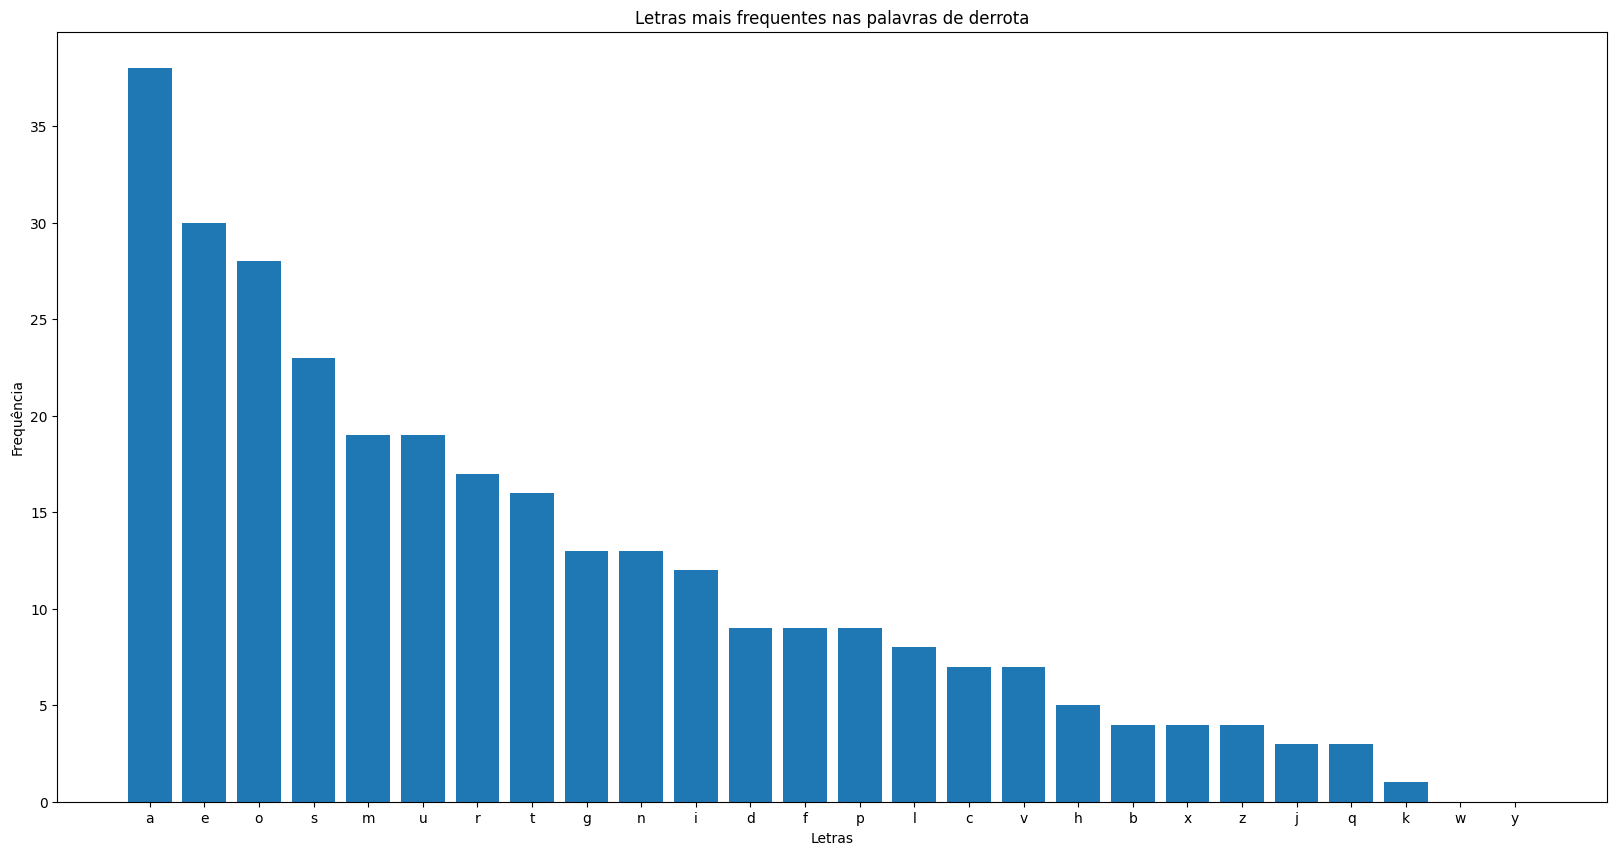 Letras mais frequentes nas palavras de derrota
Frequência
35
30
25
20
15
10
5
0
a e o s m u r t g n i d f p l c v h b x z j q k w y
Letras